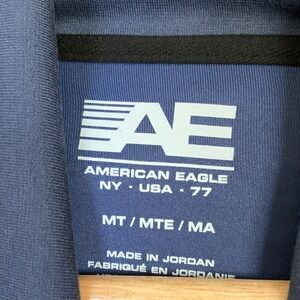 AE
AMERICAN EAGLE
NY - USA - 77
MT / MTE / MA
MADE IN JORDAN
FABRIQUÉ EN JORDANIE